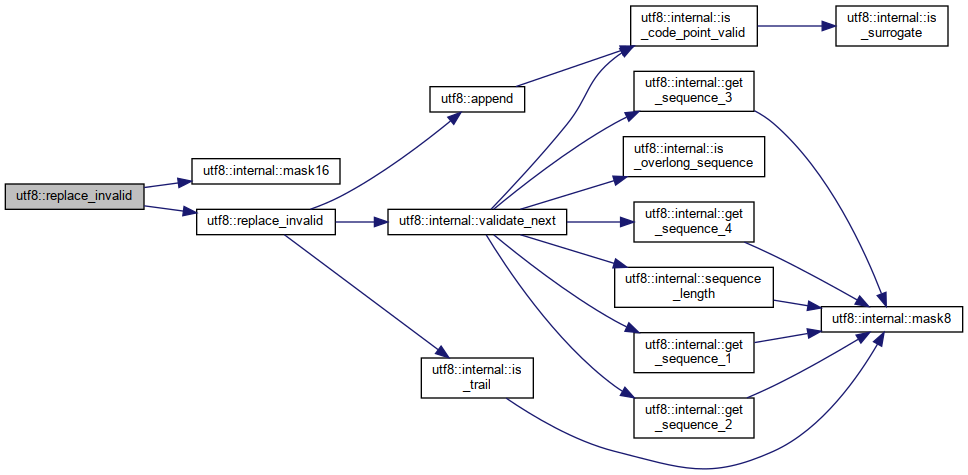 utf8::replace_invalid
utf8::internal::mask16
utf8::replace_invalid
utf8::append
utf8::internal::validate_next
utf8::internal::is
_trail
utf8::internal::is
_code_point_valid
utf8::internal::get
_sequence_3
utf8::internal::is
_overlong_sequence
utf8::internal::get
_sequence_4
utf8::internal::sequence
_length
utf8::internal::get
_sequence_1
utf8::internal::get
_sequence_2
utf8::internal::is
_surrogate
utf8::internal::mask8